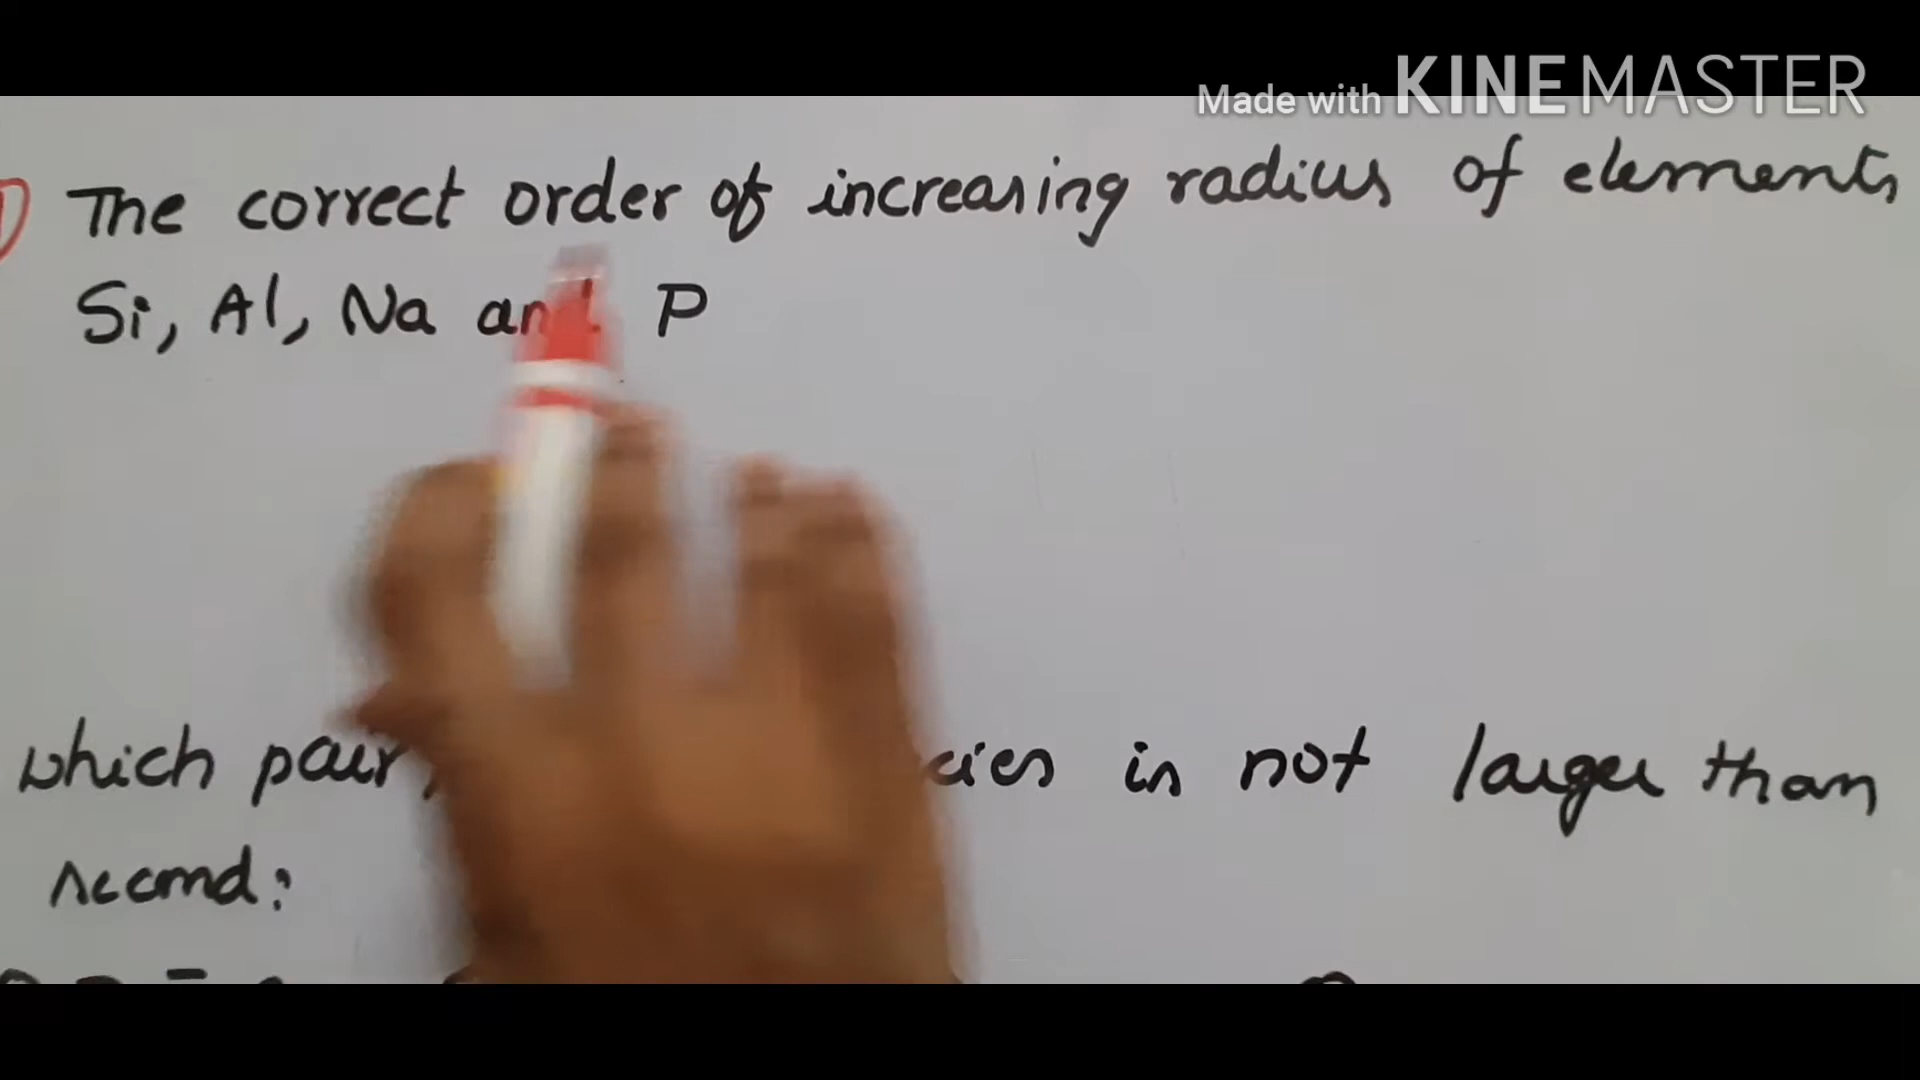 Made with KINEMASTER
The correct order of increasing radius of elements
Si, Al, Na and P
which pair is not larger than
second: